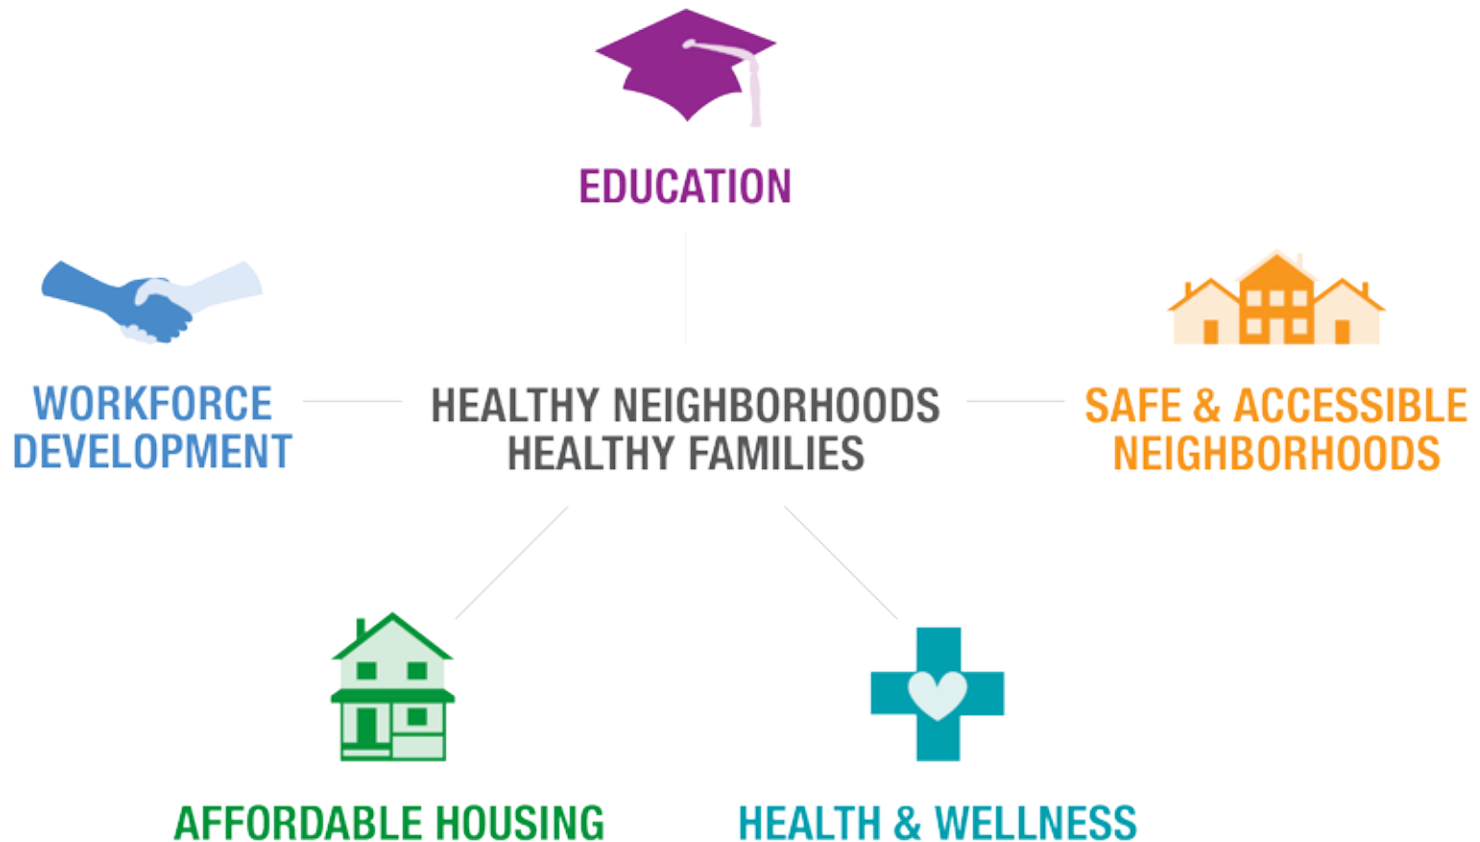 EDUCATION
WORKFORCE
DEVELOPMENT
HEALTHY NEIGHBORHOODS
HEALTHY FAMILIES
SAFE & ACCESSIBLE
NEIGHBORHOODS
AFFORDABLE HOUSING
HEALTH & WELLNESS